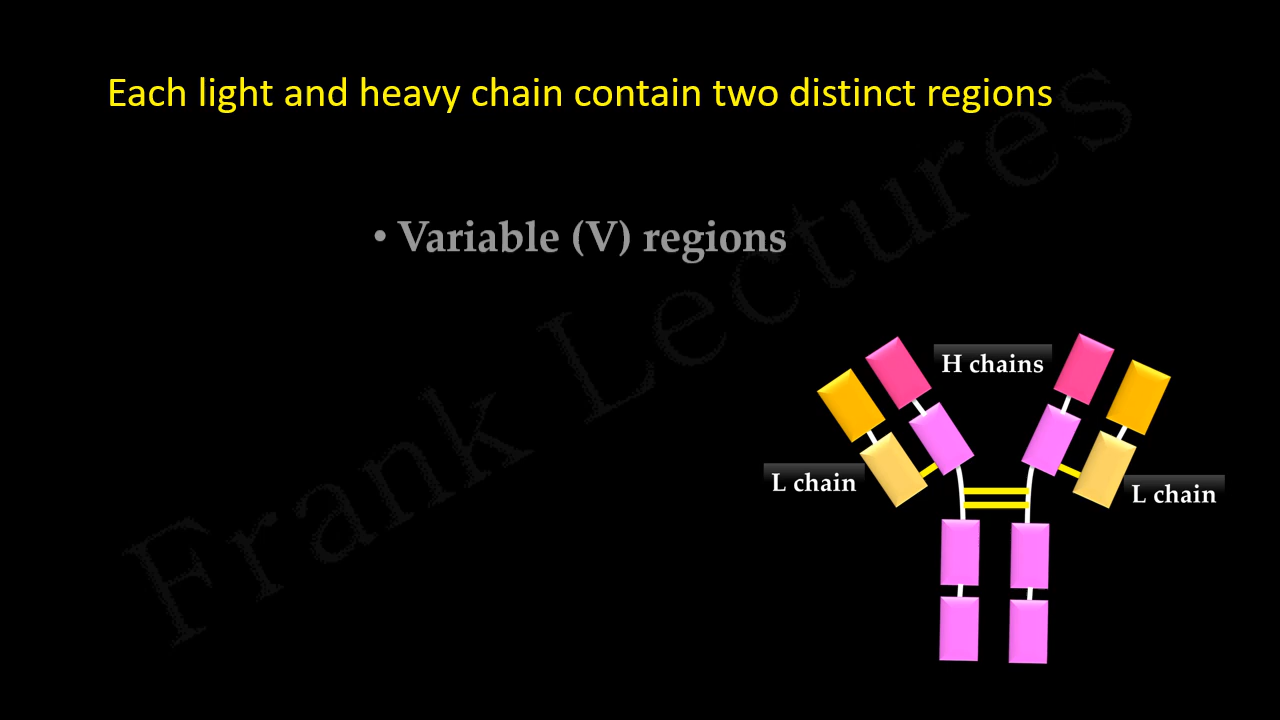 Each light and heavy chain contain two distinct regions
• Variable (V) regions
H chains
L chain
L chain
Frank Lectures